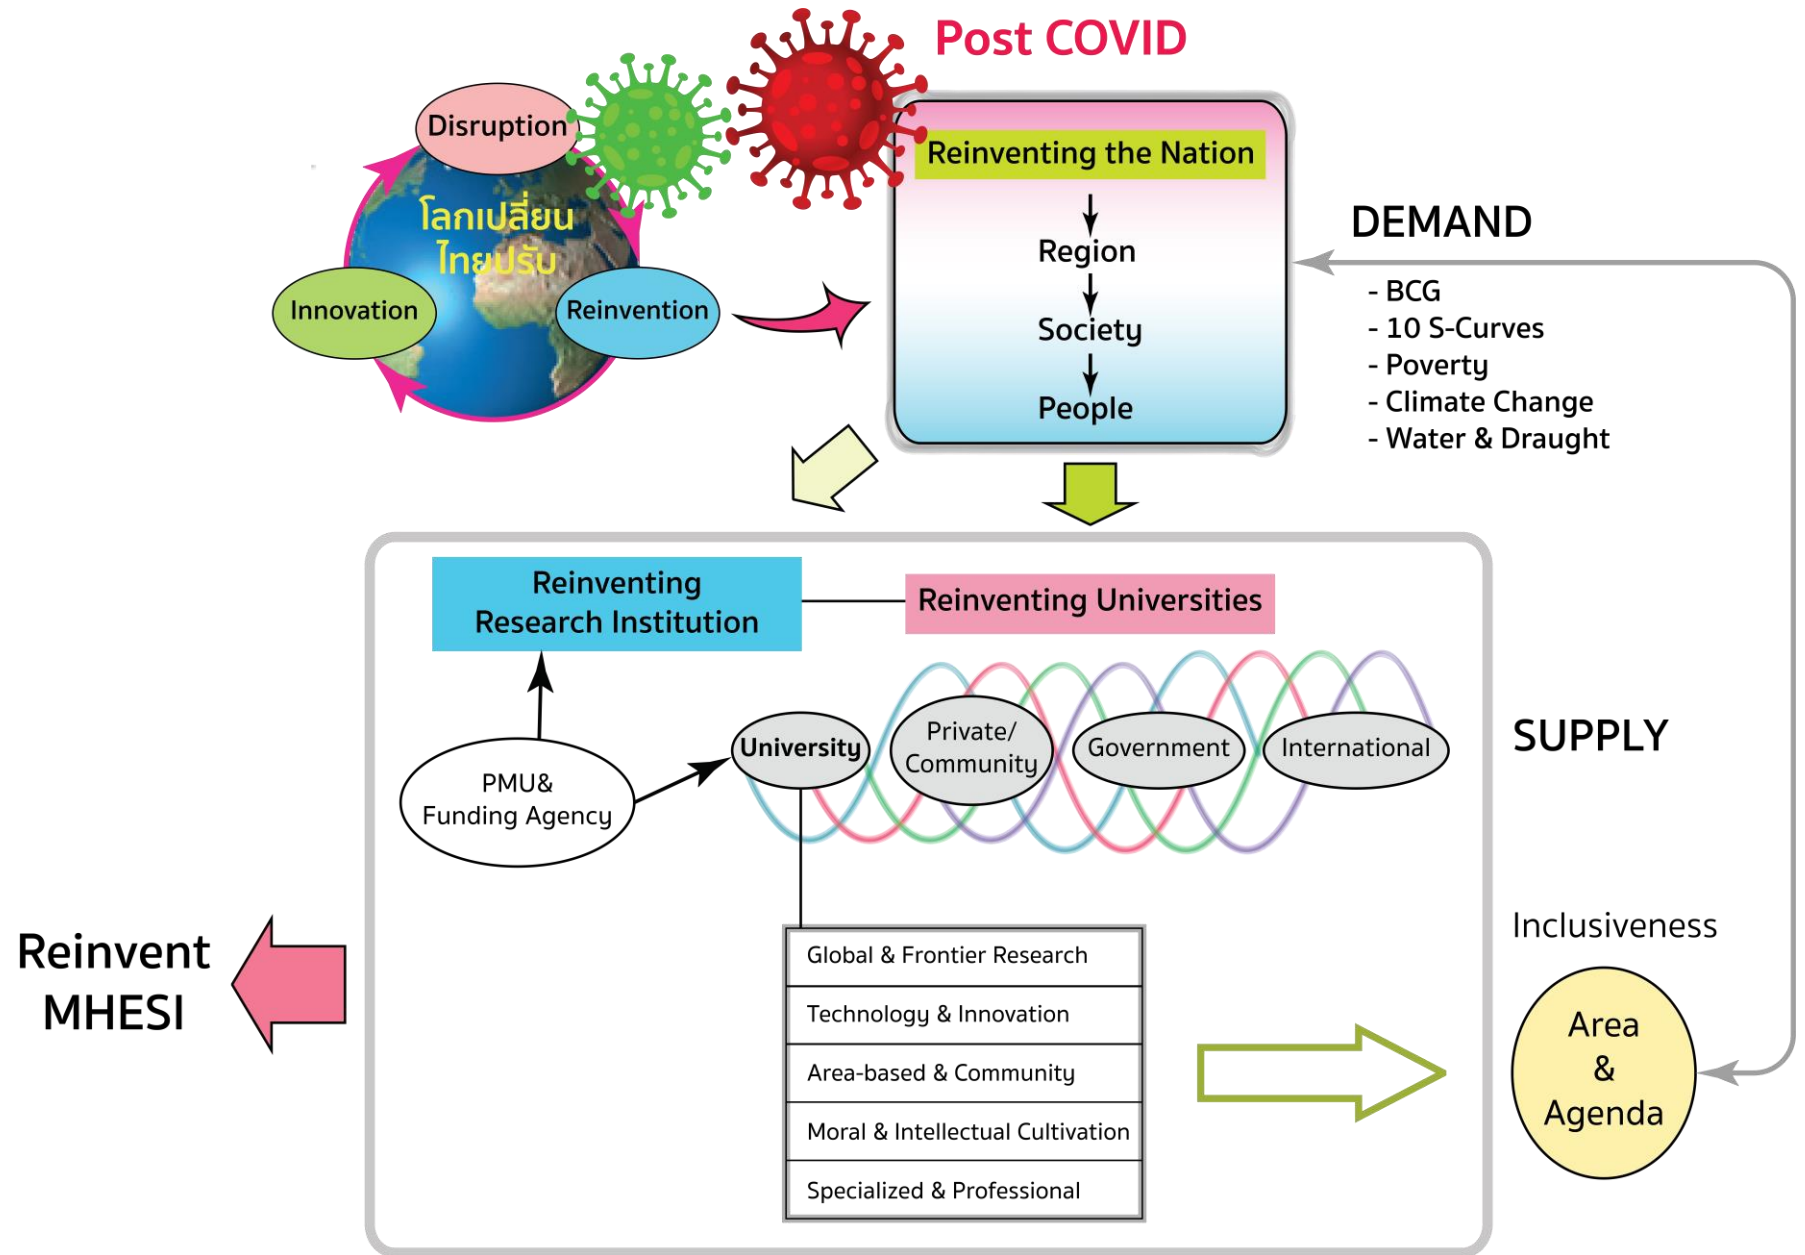 Post COVID
Disruption
โลกเปลี่ยน
ไทยปรับ
Innovation
Reinvention
Reinventing the Nation
Region
Society
People
DEMAND
- BCG
- 10 S-Curves
- Poverty
- Climate Change
- Water & Draught
Reinventing
Research Institution
Reinventing Universities
PMU&
Funding Agency
University
Private/
Community
Government
International
SUPPLY
Global & Frontier Research
Technology & Innovation
Area-based & Community
Moral & Intellectual Cultivation
Specialized & Professional
Reinvent
MHESI
Inclusiveness
Area
&
Agenda